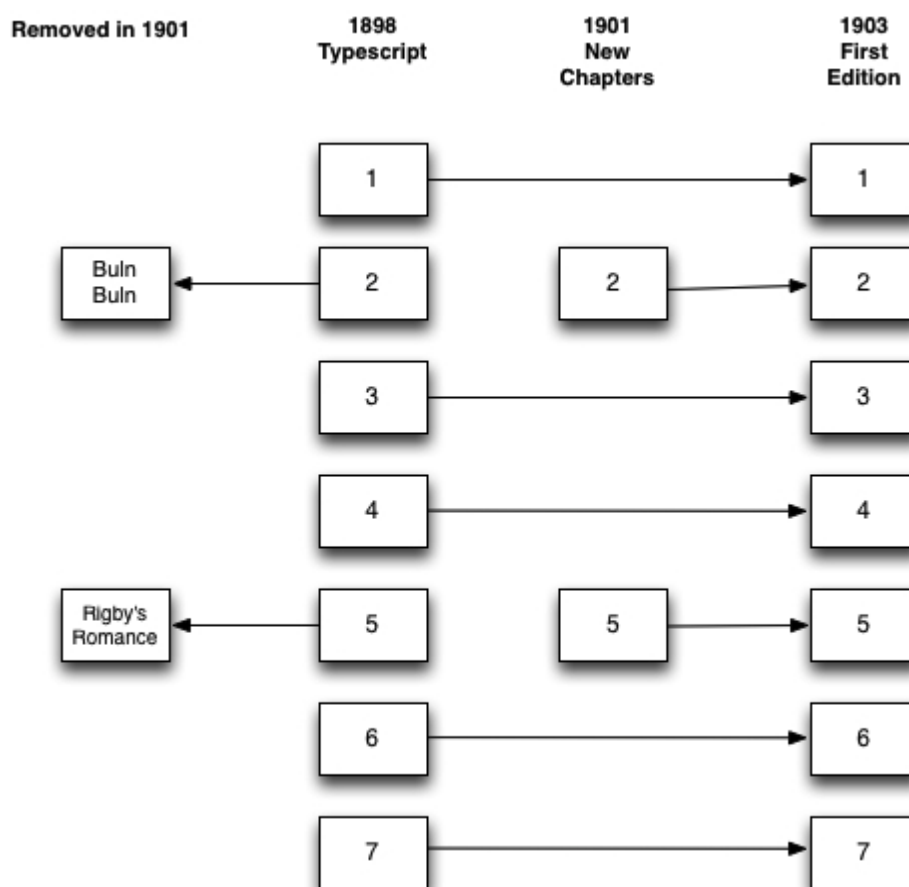 Removed in 1901
1898
Typescript
1901
New
Chapters
1903
First
Edition
1
1
Buln
Buln
2
2
2
3
3
4
4
Rigby's
Romance
5
5
5
6
6
7
7